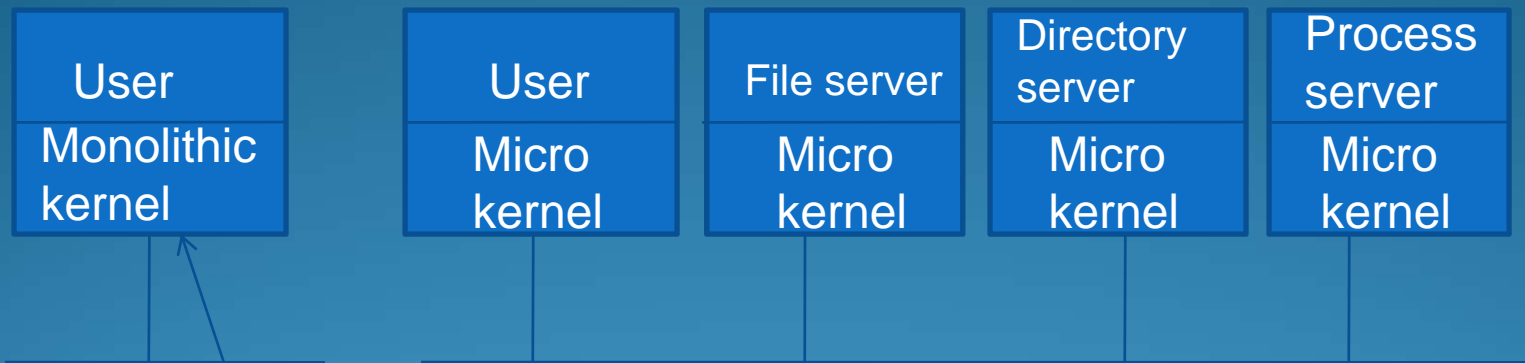 User
Monolithic
kernel
User
Micro
kernel
File server
Micro
kernel
Directory
server
Micro
kernel
Process
server
Micro
kernel